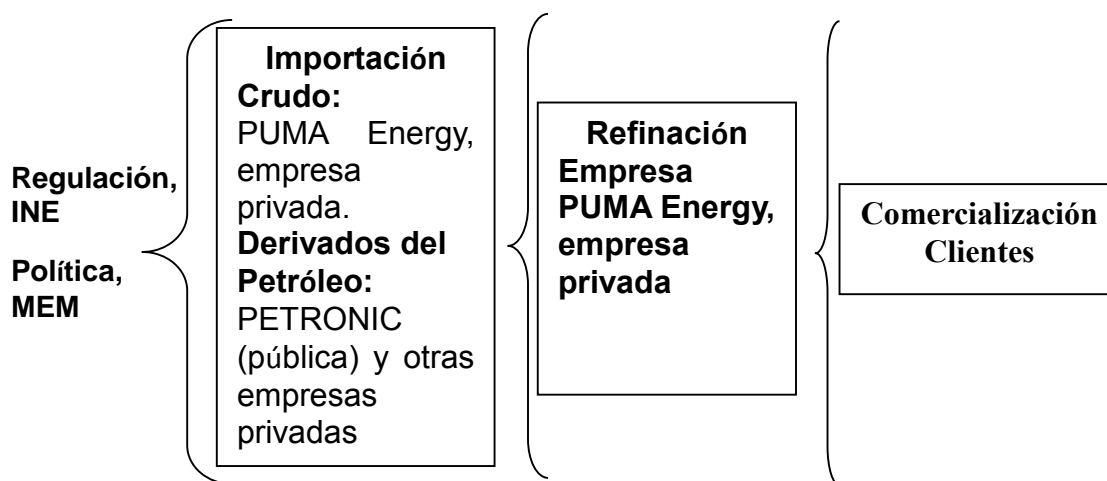 Regulación,
INE
Política,
MEM
Importación
Crudo:
PUMA Energy,
empresa
privada.
Derivados del
Petróleo:
PETRONIC
(pública) y otras
empresas
privadas
Refinación
Empresa
PUMA Energy,
empresa
privada
Comercialización
Clientes